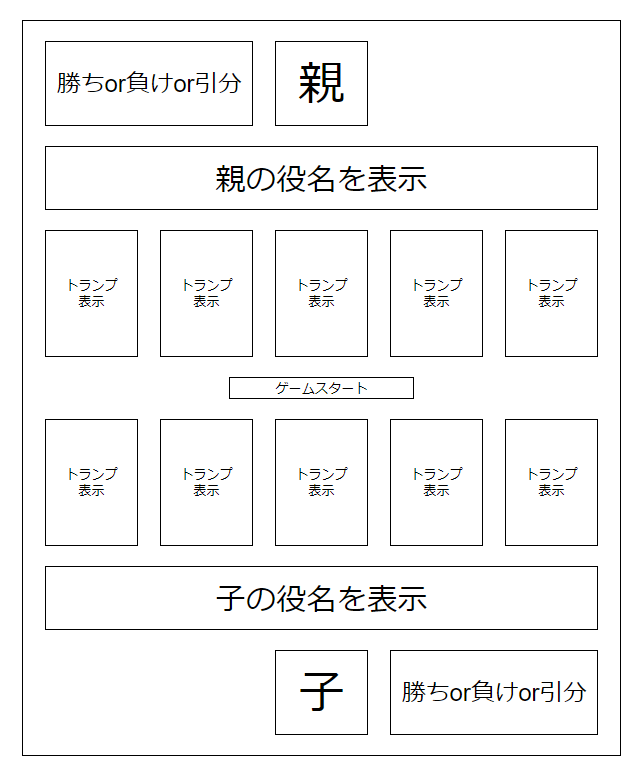 勝ちor負けor引分
親
親の役名を表示
トランプ
表示
トランプ
表示
トランプ
表示
トランプ
表示
トランプ
表示
ゲームスタート
トランプ
表示
トランプ
表示
トランプ
表示
トランプ
表示
トランプ
表示
子の役名を表示
子
勝ちor負けor引分